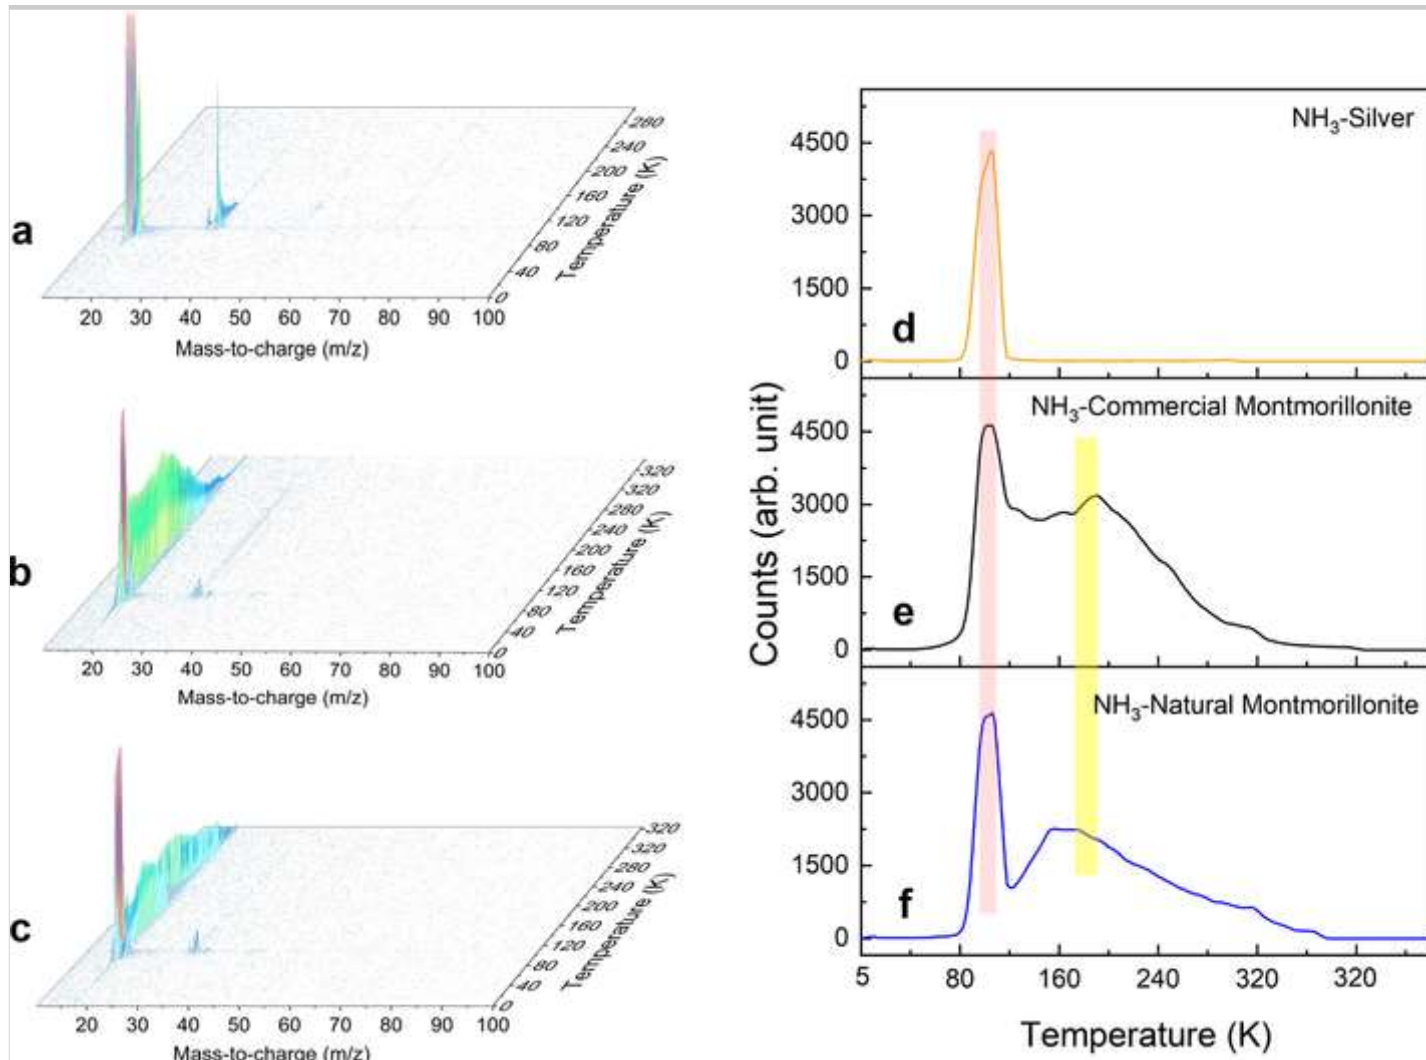 a
280
240
200
160
120
80
40
0
Temperature (K)
20 30 40 50 60 70 80 90 100
Mass-to-charge (m/z)
b
320
320
280
240
200
160
120
80
40
0
Temperature (K)
20 30 40 50 60 70 80 90 100
Mass-to-charge (m/z)
c
320
320
280
240
200
160
120
80
40
0
Temperature (K)
20 30 40 50 60 70 80 90 100
Mass-to-charge (m/z)
Counts (arb. unit)
NH₃-Silver
4500
3000
1500
0
d
NH₃-Commercial Montmorillonite
4500
3000
1500
0
e
NH₃-Natural Montmorillonite
4500
3000
1500
0
f
5 80 160 240 320 320
Temperature (K)